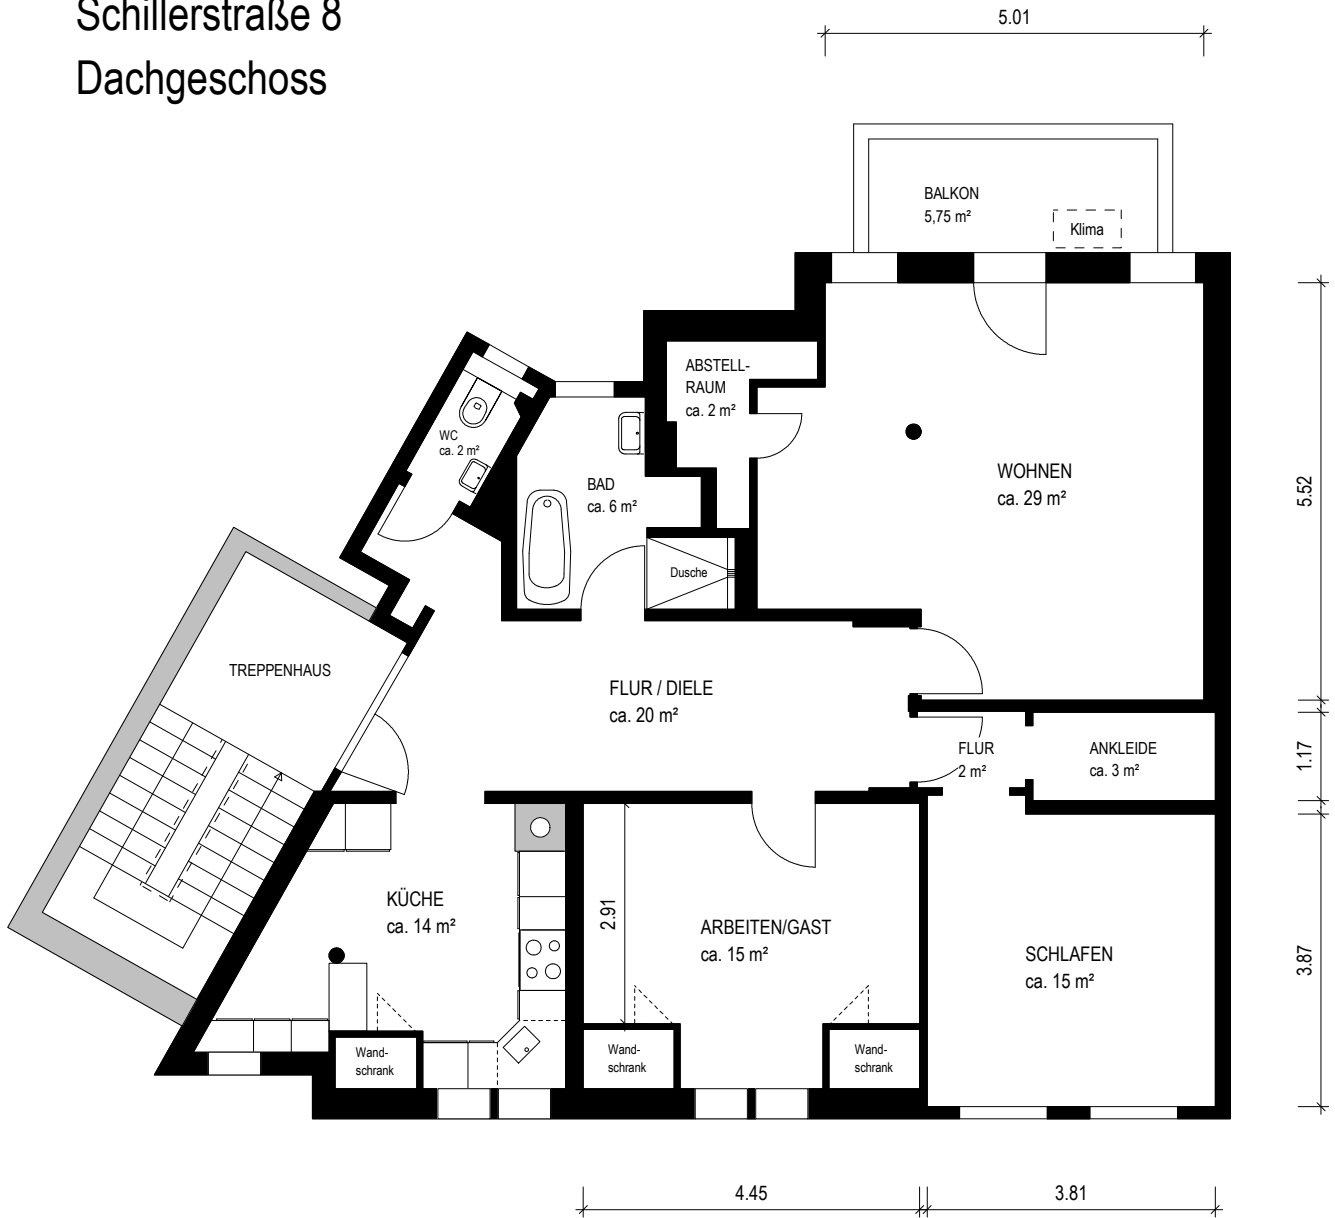 Schillerstraße 8
Dachgeschoss
5.01
BALKON
5,75 m²
Klima
ABSTELL-
RAUM
ca. 2 m²
WC
ca. 2 m²
BAD
ca. 6 m²
WOHNEN
ca. 29 m²
5.52
Dusche
TREPPENHAUS
FLUR / DIELE
ca. 20 m²
FLUR
2 m²
ANKLEIDE
ca. 3 m²
1.17
KÜCHE
ca. 14 m²
2.91
ARBEITEN/GAST
ca. 15 m²
SCHLAFEN
ca. 15 m²
3.87
Wand-
schrank
Wand-
schrank
Wand-
schrank
4.45
3.81